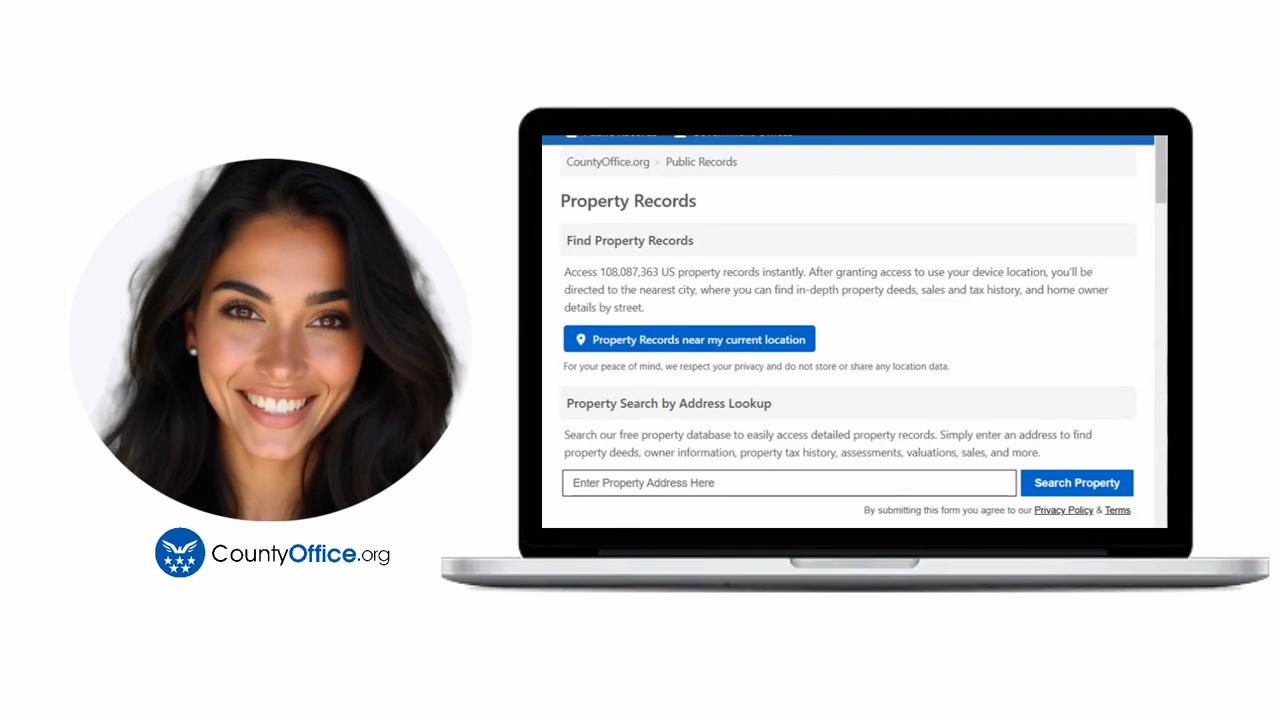 CountyOffice.org
CountyOffice.org > Public Records
Property Records
Find Property Records
Access 108,087,363 US property records instantly. After granting access to use your device location, you'll be
directed to the nearest city, where you can find in-depth property deeds, sales and tax history, and home owner
details by street.
Property Records near my current location
For your peace of mind, we respect your privacy and do not store or share any location data.
Property Search by Address Lookup
Search our free property database to easily access detailed property records. Simply enter an address to find
property deeds, owner information, property tax history, assessments, valuations, sales, and more.
Enter Property Address Here
Search Property
By submitting this form you agree to our Privacy Policy & Terms.